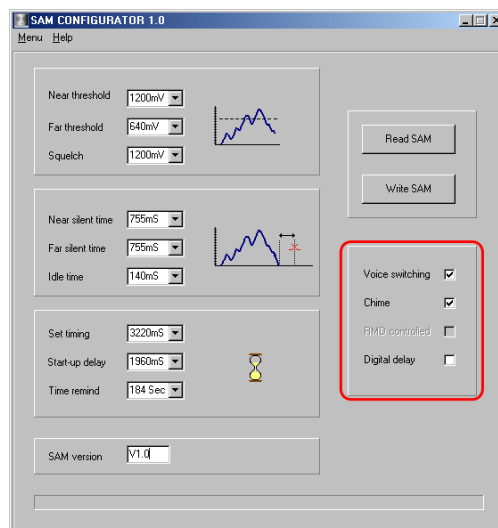 SAM CONFIGURATOR 1.0
Menu Help
Near threshold 1200mV
Far threshold 640mV
Squelch 1200mV
Read SAM
Write SAM
Near silent time 755mS
Far silent time 755mS
Idle time 140mS
Voice switching
Chime
RMD controlled
Digital delay
Set timing 3220mS
Start-up delay 1960mS
Time remind 184 Sec
SAM version V1.0